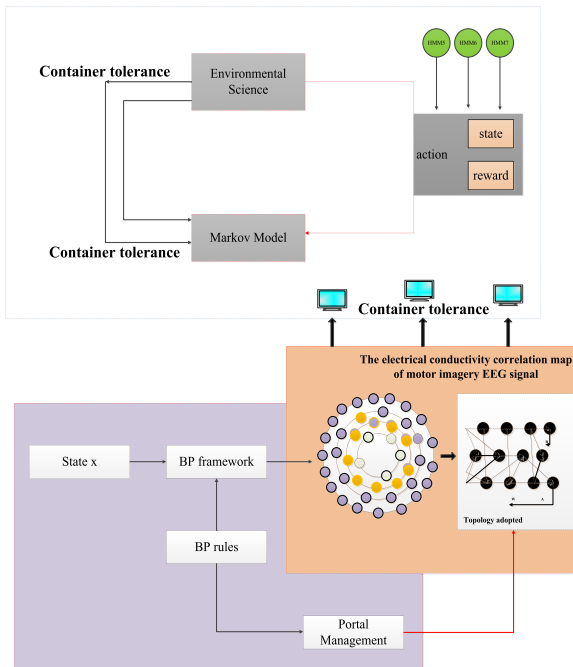 HMM5 HMM6 HMM7
Container tolerance
Environmental
Science
action
state
reward
Markov Model
Container tolerance
Container tolerance
The electrical conductivity correlation map
of motor imagery EEG signal
State x
BP framework
BP rules
Portal
Management
W A
Topology adopted